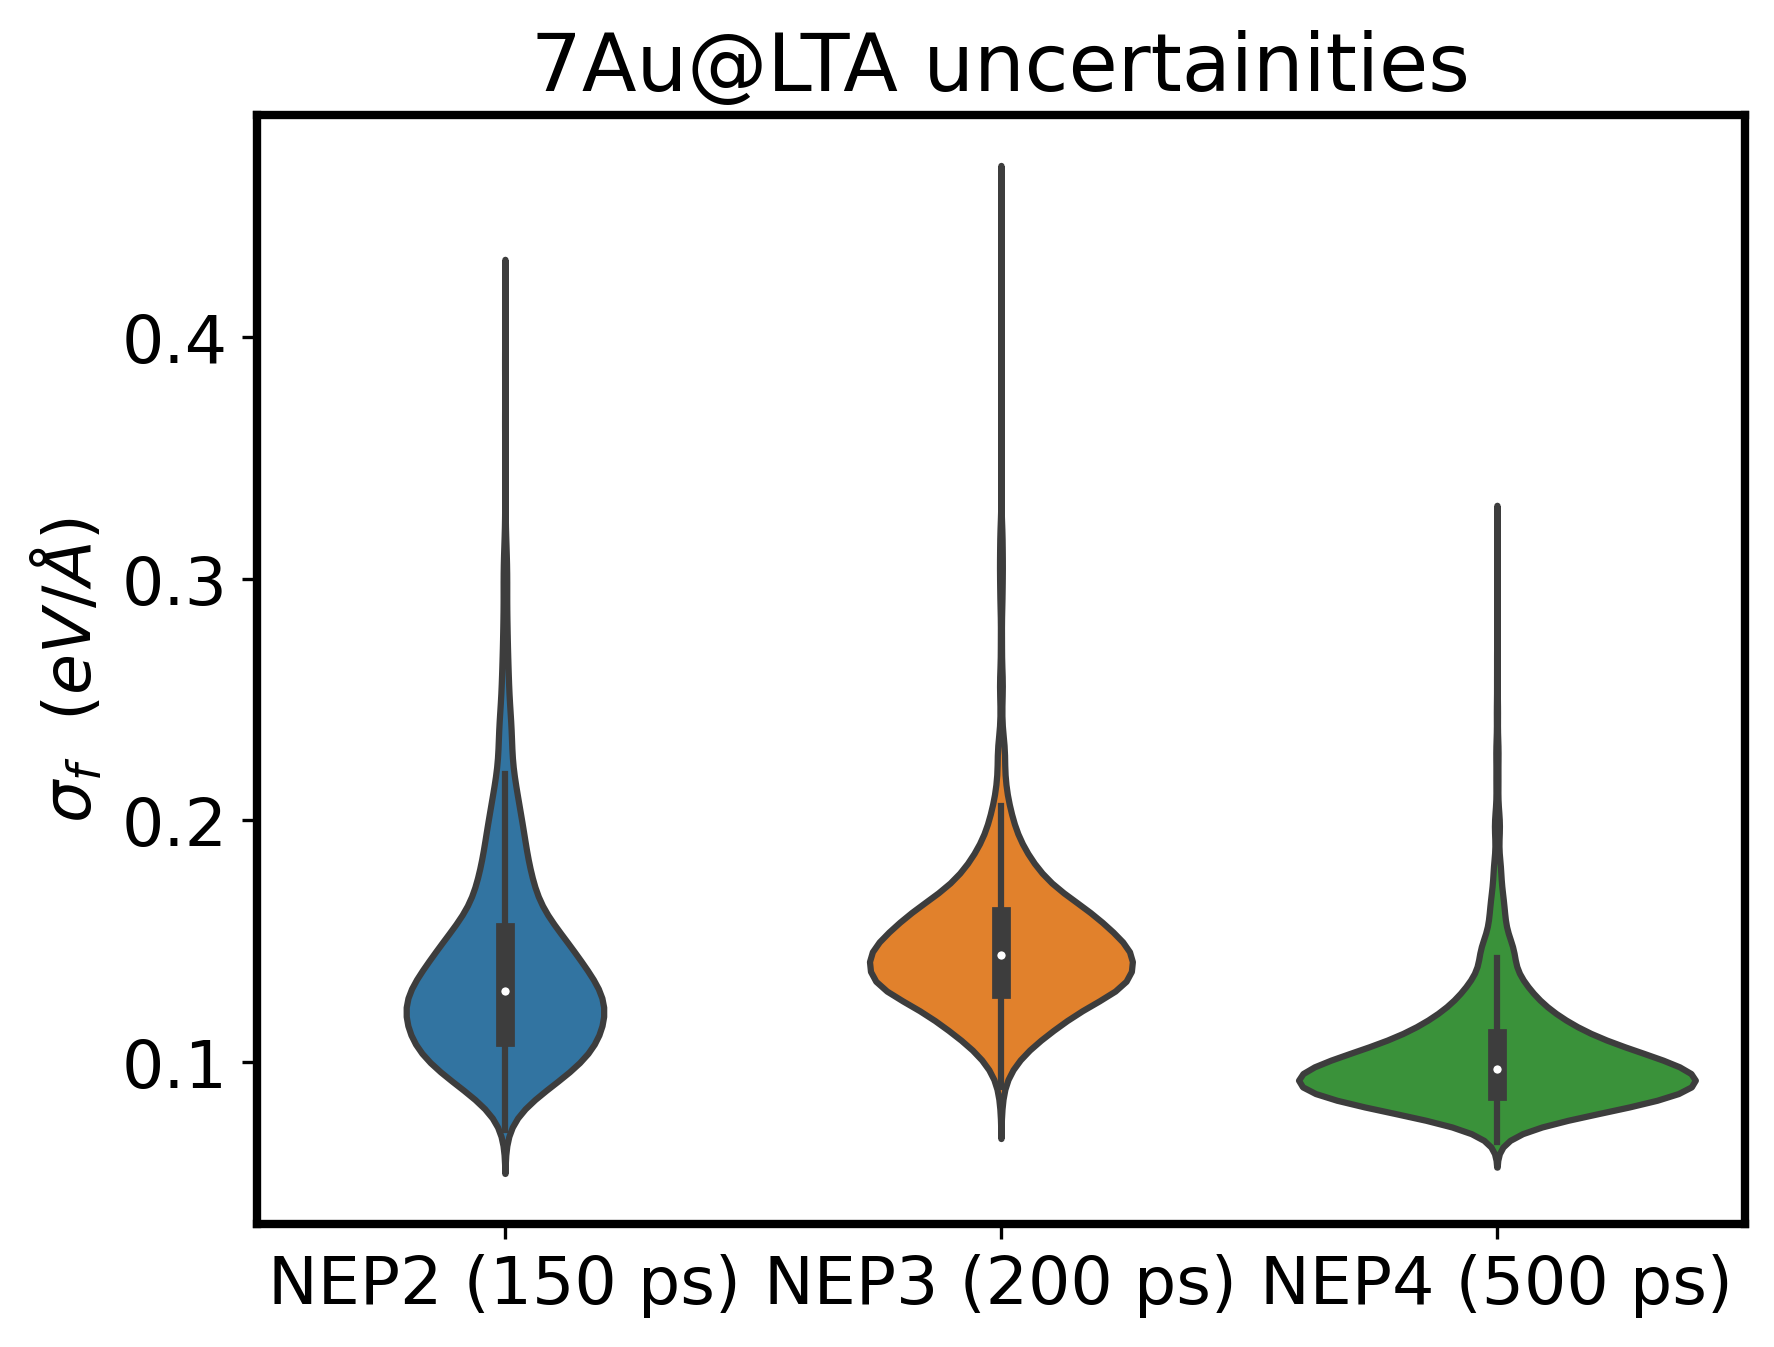 7Au@LTA uncertainities
σf (eV/Å)
0.4
0.3
0.2
0.1
NEP2 (150 ps) NEP3 (200 ps) NEP4 (500 ps)